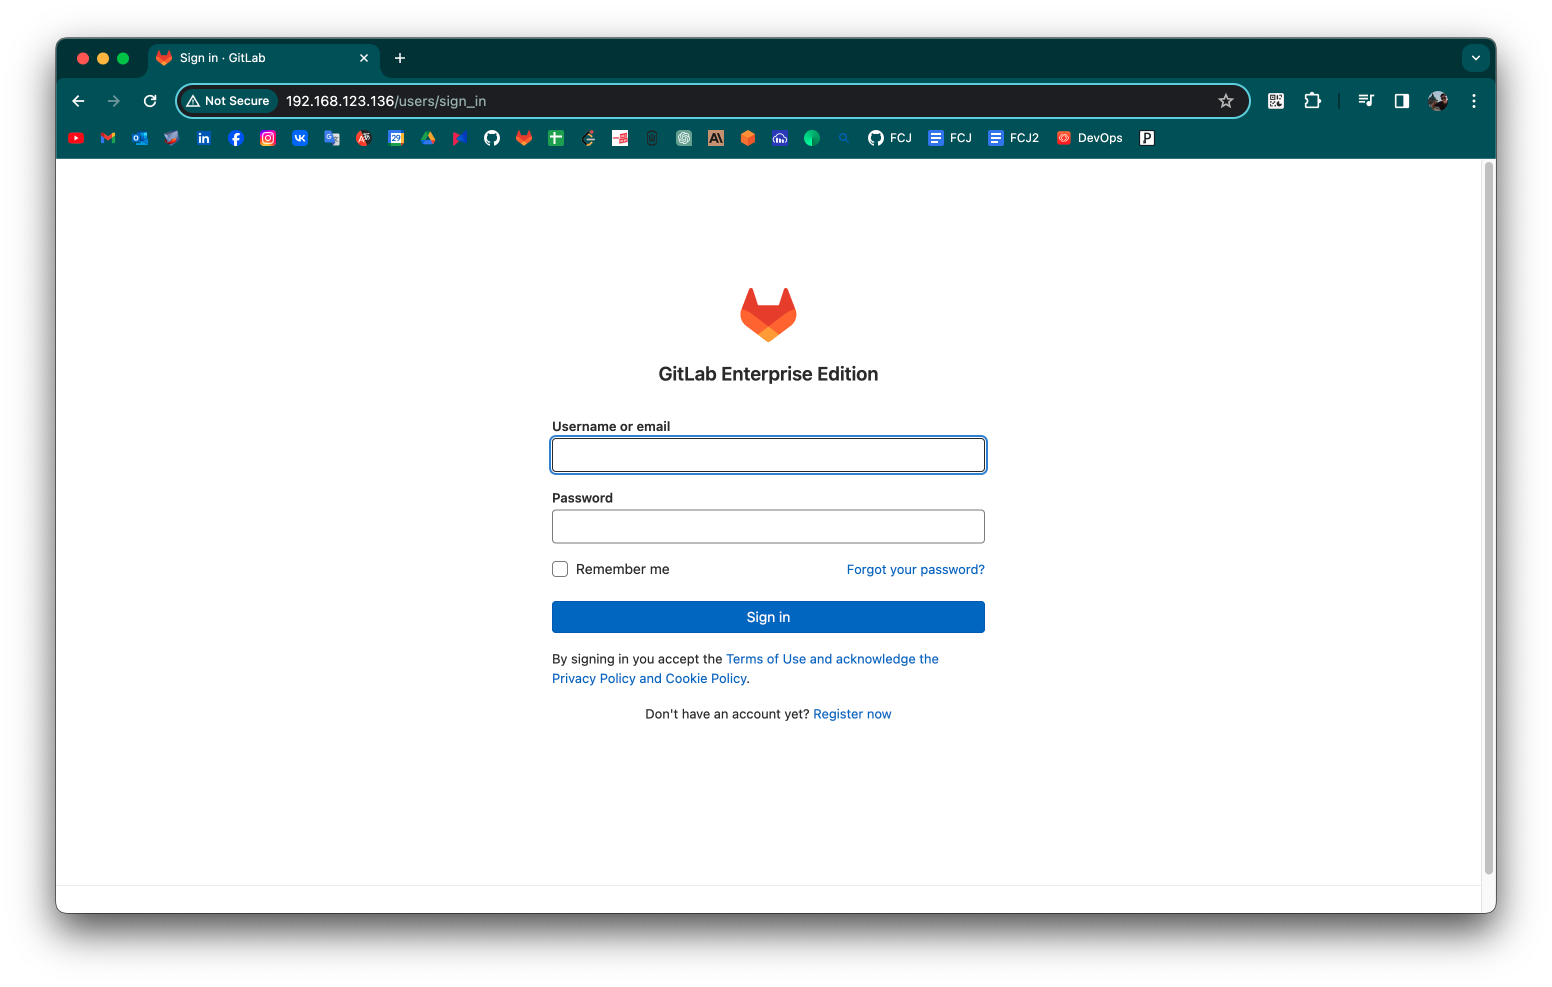 Sign in · GitLab
Not Secure 192.168.123.136/users/sign_in
FCJ FCJ FCJ2 DevOps
GitLab Enterprise Edition
Username or email
Password
Remember me Forgot your password?
Sign in
By signing in you accept the Terms of Use and acknowledge the
Privacy Policy and Cookie Policy.
Don't have an account yet? Register now